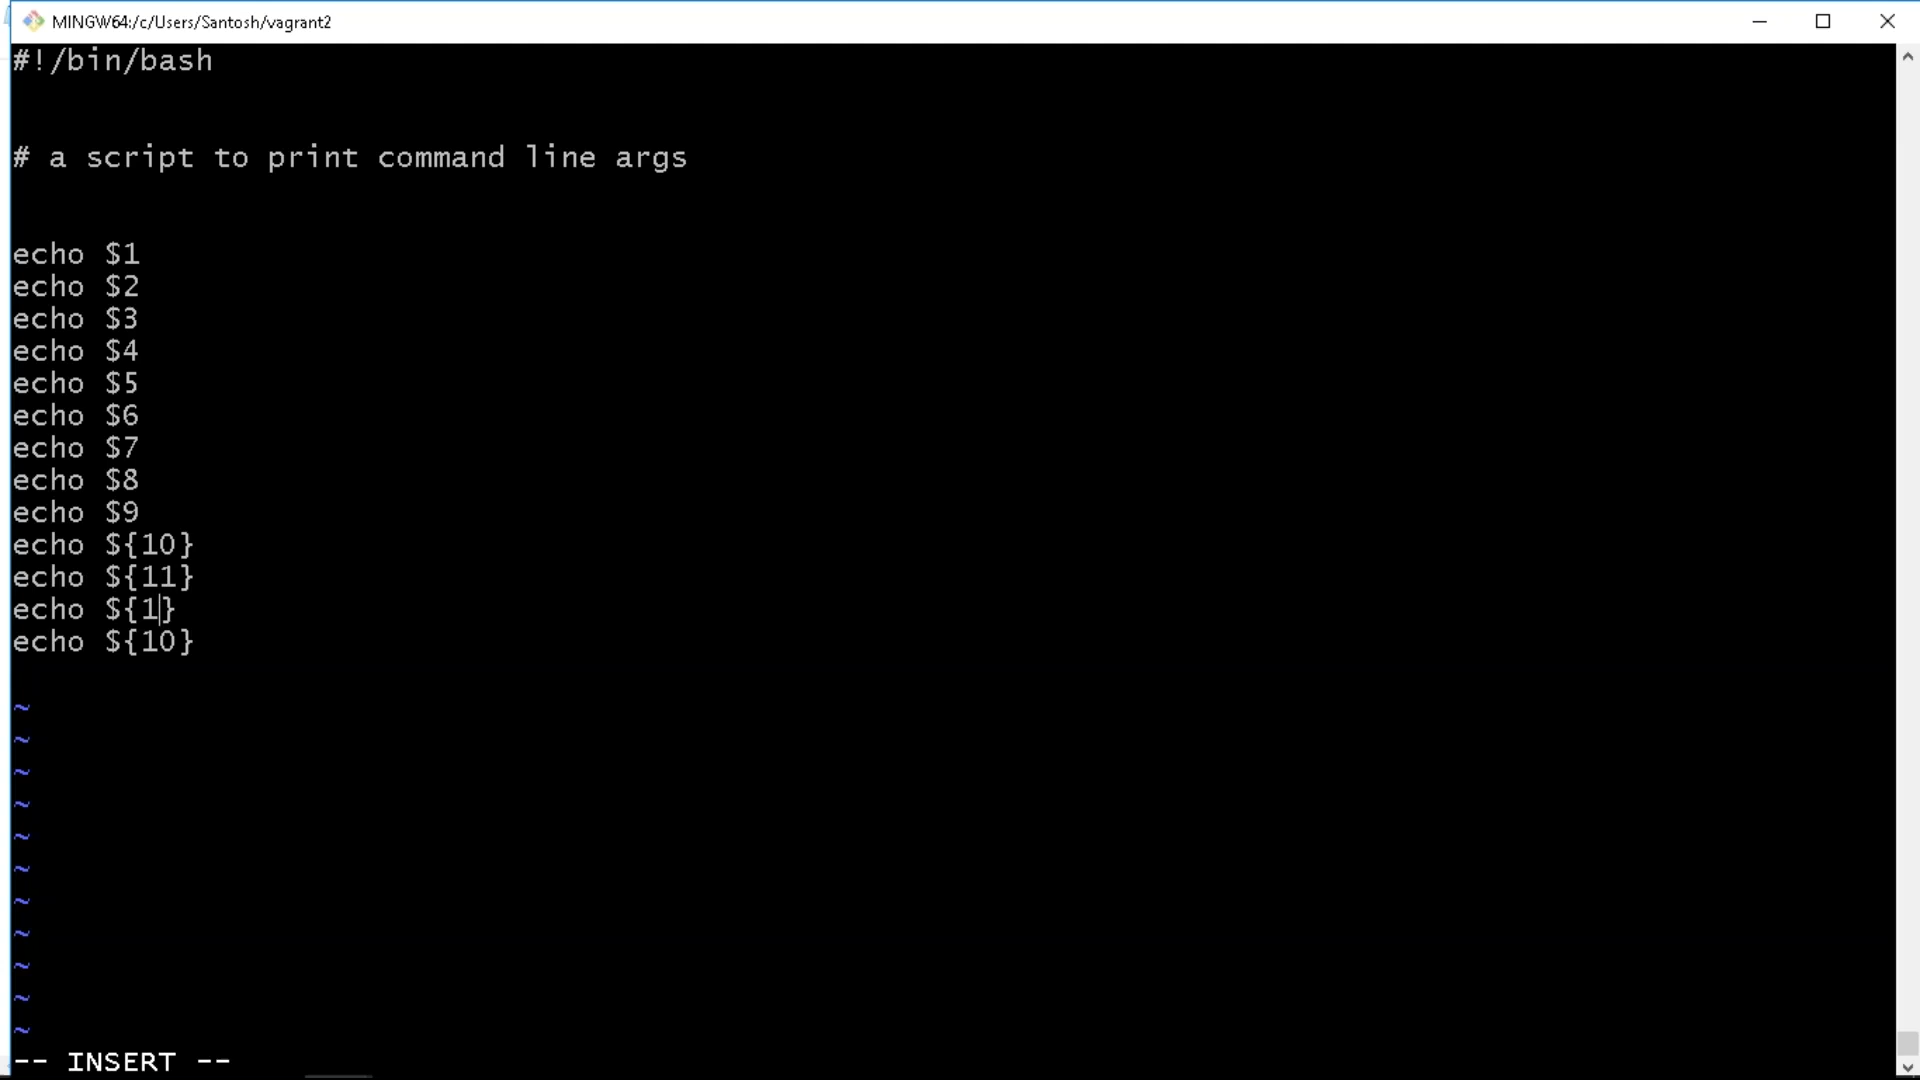 MINGW64:/c/Users/Santosh/vagrant2
#!/bin/bash
# a script to print command line args
echo $1
echo $2
echo $3
echo $4
echo $5
echo $6
echo $7
echo $8
echo $9
echo ${10}
echo ${11}
echo ${1}
echo ${10}
~
~
~
~
~
~
~
~
~
~
~
-- INSERT --